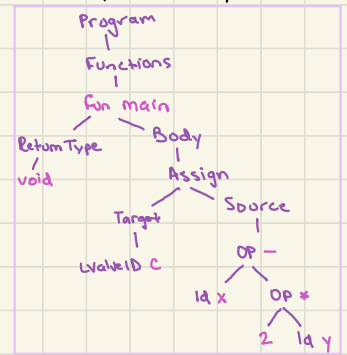 Program
Functions
fun main
Return Type Body
void
Assign
Target Source
LvalueID C
OP -
Id x OP *
2 Id y